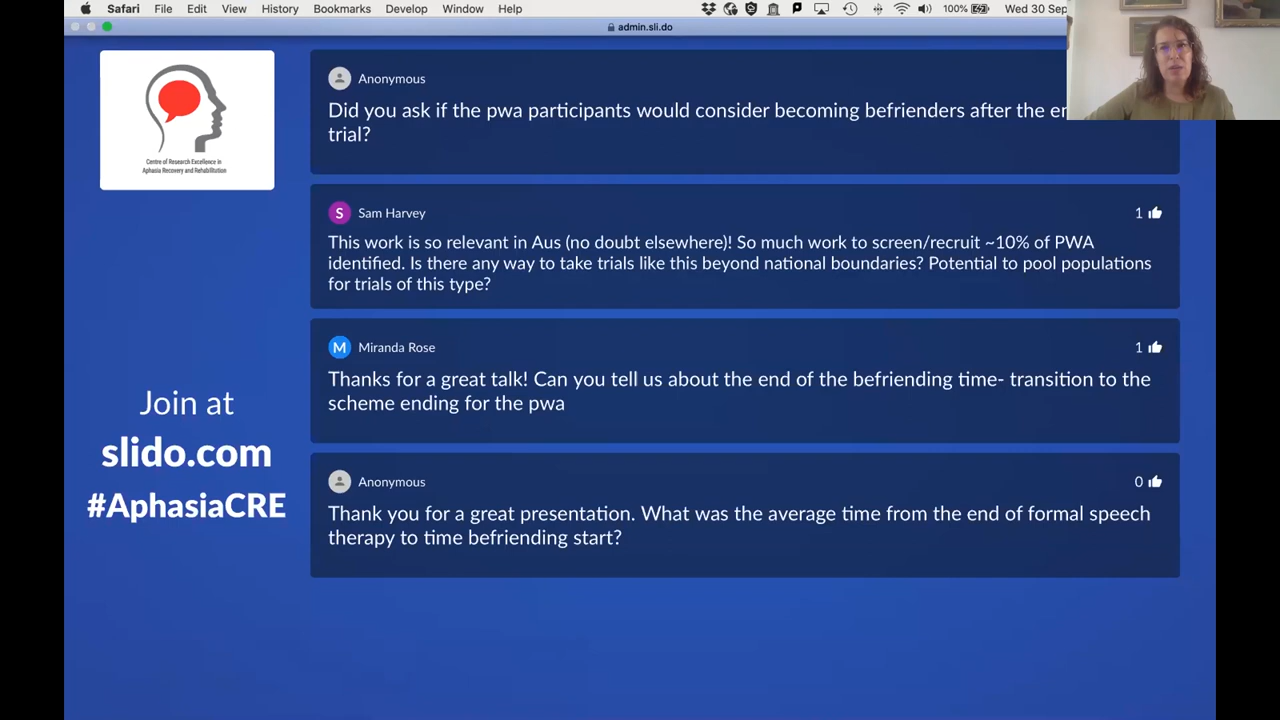 Safari File Edit View History Bookmarks Develop Window Help 100% Wed 30 Sep
admin.sli.do
Centre of Research Excellence in
Aphasia Recovery and Rehabilitation
Join at
slido.com
#AphasiaCRE
Anonymous
Did you ask if the pwa participants would consider becoming befrienders after the
trial?
S Sam Harvey 1
This work is so relevant in Aus (no doubt elsewhere)! So much work to screen/recruit ~10% of PWA
identified. Is there any way to take trials like this beyond national boundaries? Potential to pool populations
for trials of this type?
M Miranda Rose 1
Thanks for a great talk! Can you tell us about the end of the befriending time- transition to the
scheme ending for the pwa
Anonymous 0
Thank you for a great presentation. What was the average time from the end of formal speech
therapy to time befriending start?